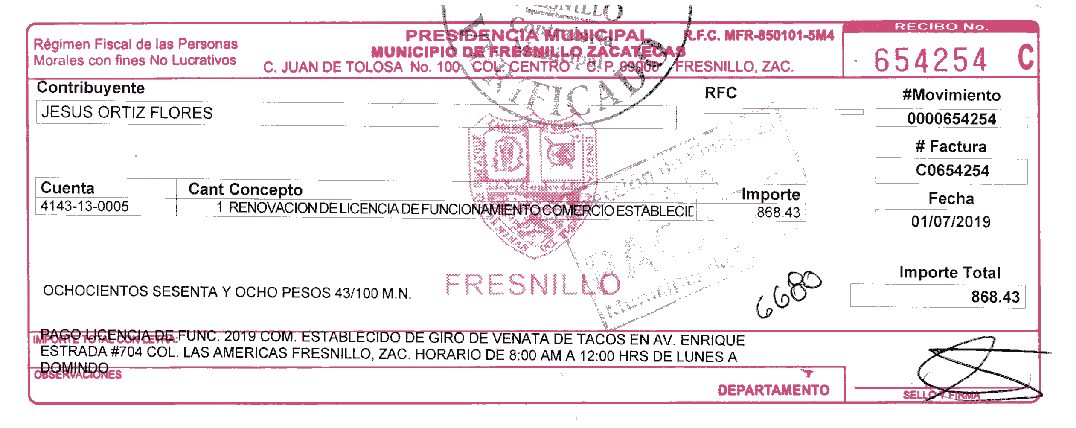 Régimen Fiscal de las Personas
Morales con fines No Lucrativos
PRESIDENCIA MUNICIPAL R.F.C. MFR-850101-5M4
MUNICIPIO DE FRESNILLO ZACATECAS
C. JUAN DE TOLOSA No. 100 COL. CENTRO C. P. 99000 FRESNILLO, ZAC.
RECIBO No.
654254 C
Contribuyente
JESUS ORTIZ FLORES
RFC
#Movimiento
0000654254
# Factura
C0654254
Fecha
01/07/2019
Cuenta Cant Concepto Importe
4143-13-0005 1 RENOVACION DE LICENCIA DE FUNCIONAMIENTO COMERCIO ESTABLECID 868.43
FRESNILLO
6680
Importe Total
868.43
OCHOCIENTOS SESENTA Y OCHO PESOS 43/100 M.N.
IMPORTE TOTAL CON LETRA:
PAGO LICENCIA DE FUNC. 2019 COM. ESTABLECIDO DE GIRO DE VENATA DE TACOS EN AV. ENRIQUE
ESTRADA #704 COL. LAS AMERICAS FRESNILLO, ZAC. HORARIO DE 8:00 AM A 12:00 HRS DE LUNES A
DOMINDO
OBSERVACIONES
DEPARTAMENTO
SELLO Y FIRMA